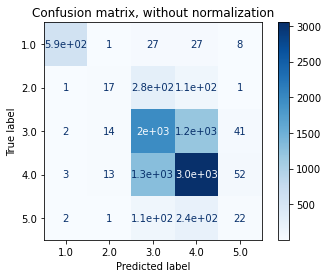 Confusion matrix, without normalization
1.0 5.9e+02 1 27 27 8
2.0 1 17 2.8e+02 1.1e+02 1
3.0 2 14 2e+03 1.2e+03 41
4.0 3 13 1.3e+03 3.0e+03 52
5.0 2 1 1.1e+02 2.4e+02 22
1.0 2.0 3.0 4.0 5.0
Predicted label
True label
3000
2500
2000
1500
1000
500